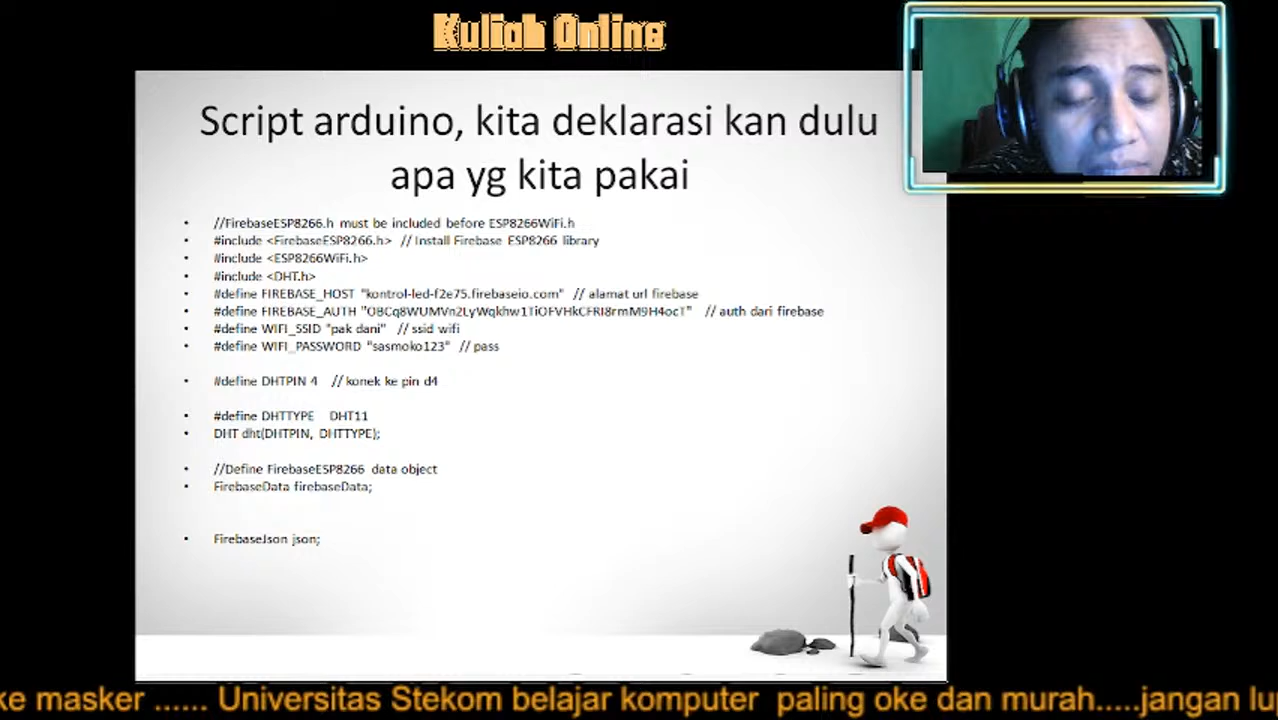 Kuliah Online
Script arduino, kita deklarasi kan dulu
apa yg kita pakai
//FirebaseESP8266.h must be included before ESP8266WiFi.h
#include <FirebaseESP8266.h> // Install Firebase ESP8266 library
#include <ESP8266WiFi.h>
#include <DHT.h>
#define FIREBASE_HOST "kontrol-led-f2e75.firebaseio.com" // alamat url firebase
#define FIREBASE_AUTH "OBCq8WUMVn2LyWqkhw1TiOFVHkCFRI8rmM9H4ocT" // auth dari firebase
#define WIFI_SSID "pak dani" // ssid wifi
#define WIFI_PASSWORD "sasmoko123" // pass
#define DHTPIN 4 // konek ke pin d4
#define DHTTYPE DHT11
DHT dht(DHTPIN, DHTTYPE);
//Define FirebaseESP8266 data object
FirebaseData firebaseData;
FirebaseJson json;
ke masker ...... Universitas Stekom belajar komputer paling oke dan murah.....jangan lu